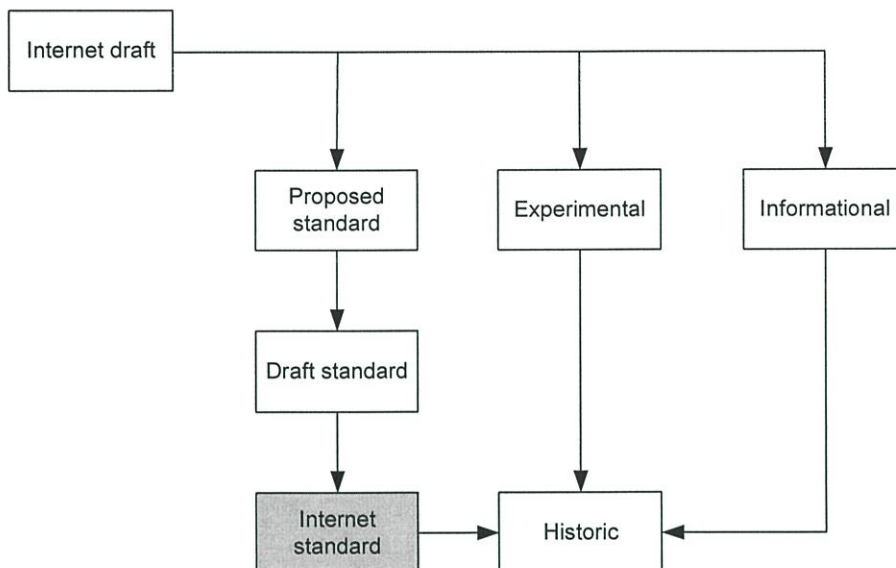 Internet draft
Proposed
standard
Experimental
Informational
Draft standard
Internet
standard
Historic